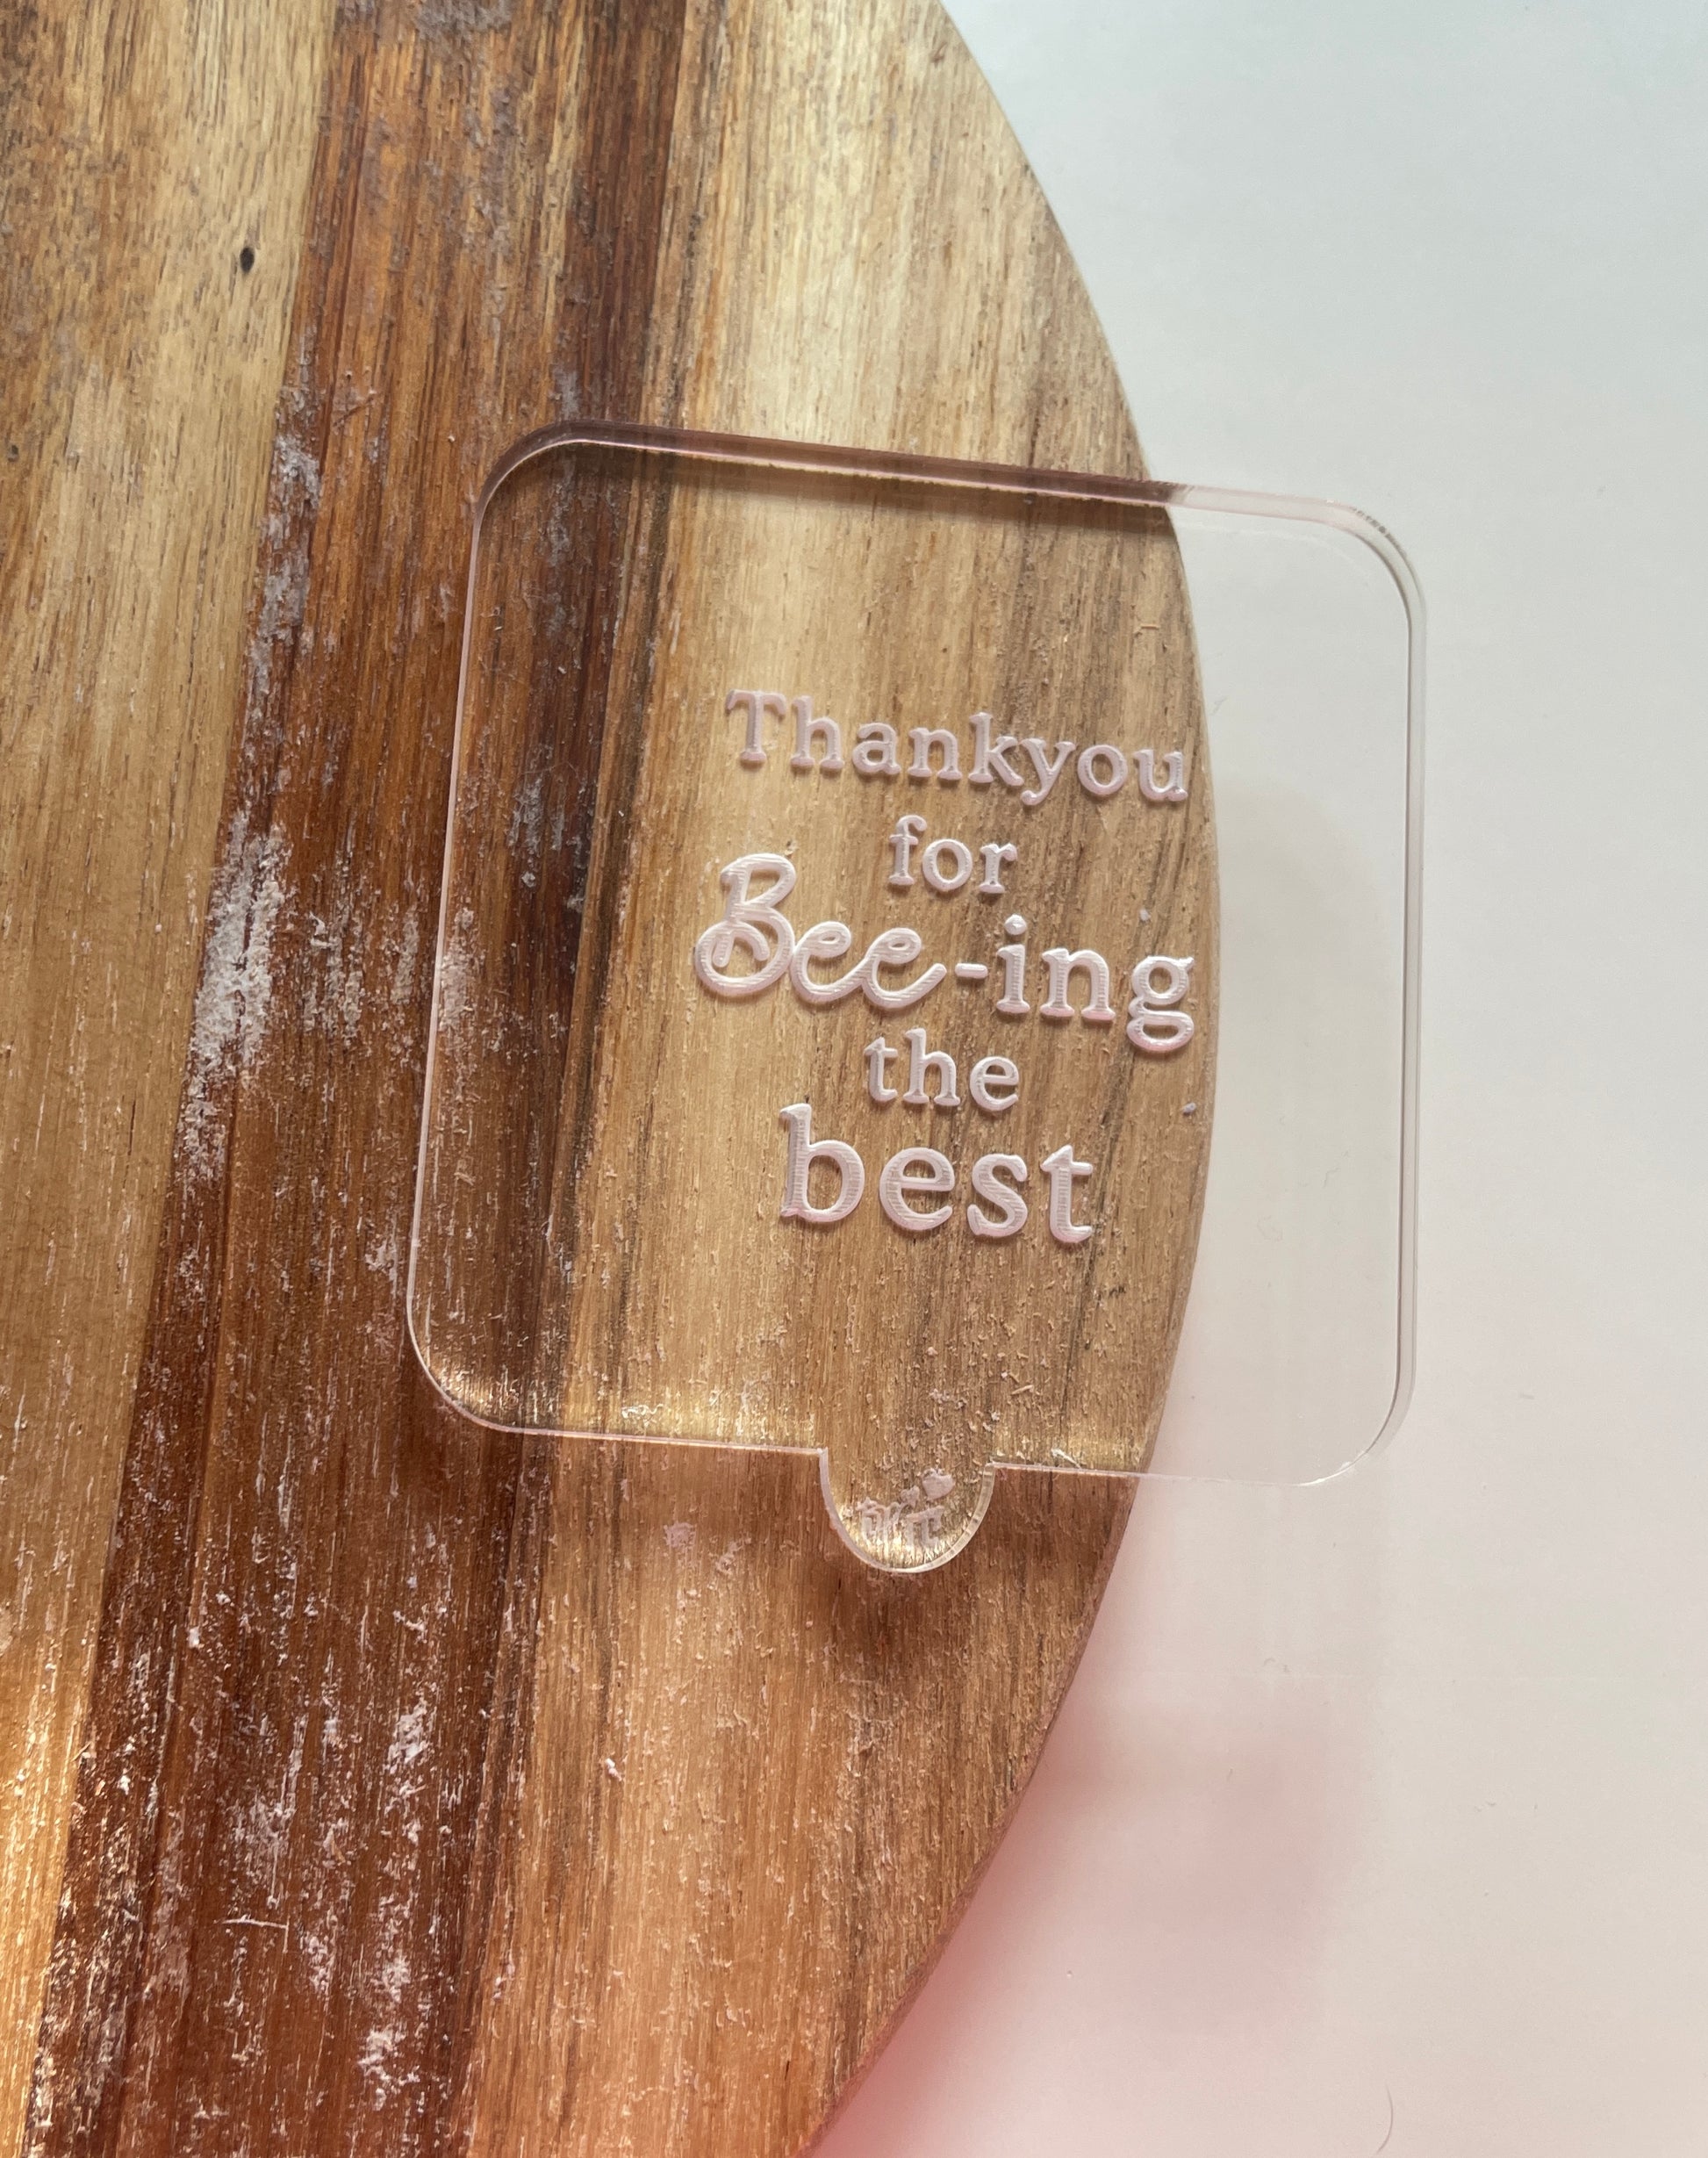 Thankyou
for
Bee-ing
the
best